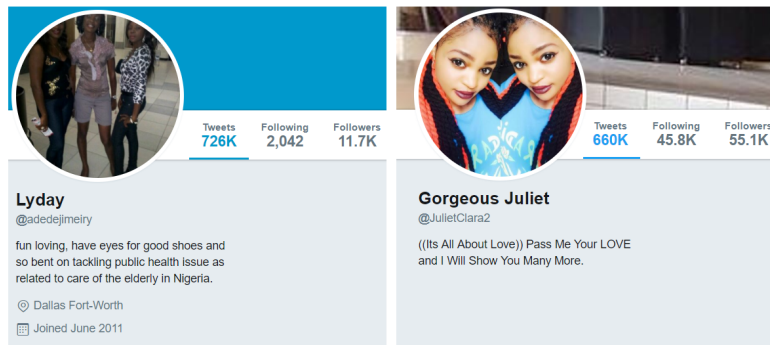 Tweets Following Followers
726K 2,042 11.7K
Lyday
@adedejimeiry
fun loving, have eyes for good shoes and
so bent on tackling public health issue as
related to care of the elderly in Nigeria.
Dallas Fort-Worth
Joined June 2011
Tweets Following Followers
660K 45.8K 55.1K
Gorgeous Juliet
@JulietClara2
((Its All About Love)) Pass Me Your LOVE
and I Will Show You Many More.